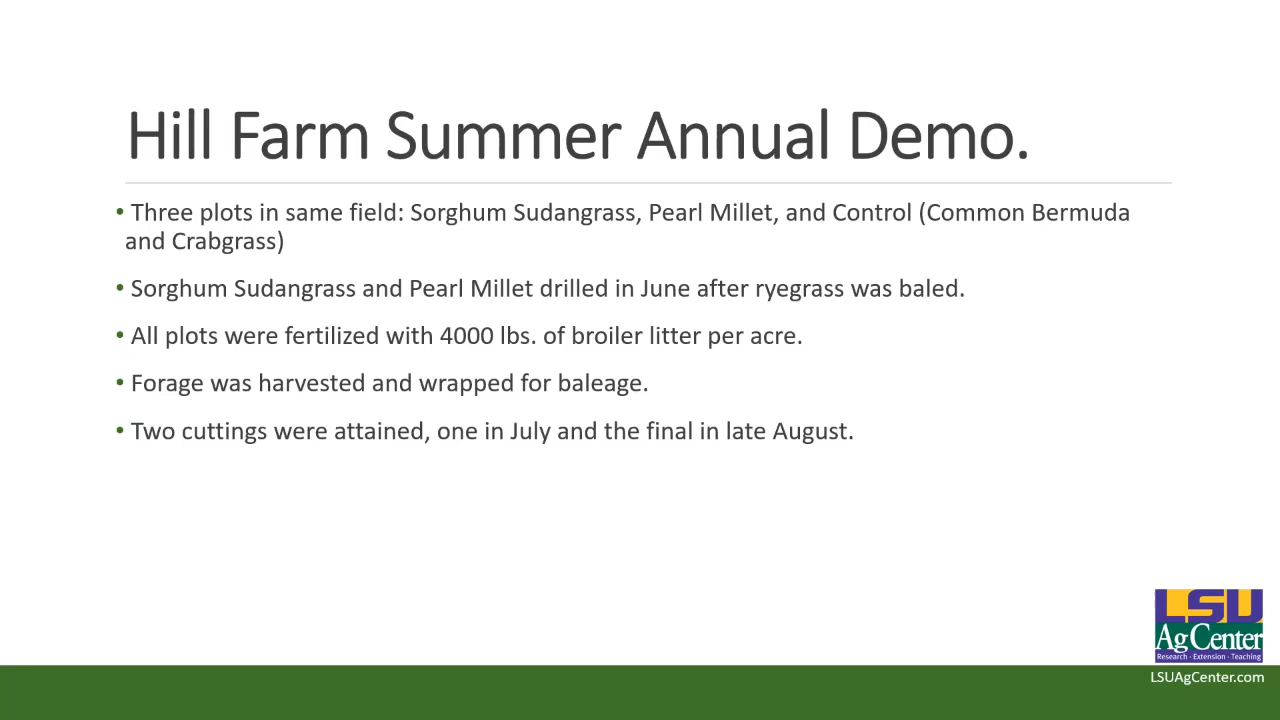 Hill Farm Summer Annual Demo.
• Three plots in same field: Sorghum Sudangrass, Pearl Millet, and Control (Common Bermuda
and Crabgrass)
• Sorghum Sudangrass and Pearl Millet drilled in June after ryegrass was baled.
• All plots were fertilized with 4000 lbs. of broiler litter per acre.
• Forage was harvested and wrapped for baleage.
• Two cuttings were attained, one in July and the final in late August.
LSU
AgCenter
Research · Extension · Teaching
LSUAgCenter.com